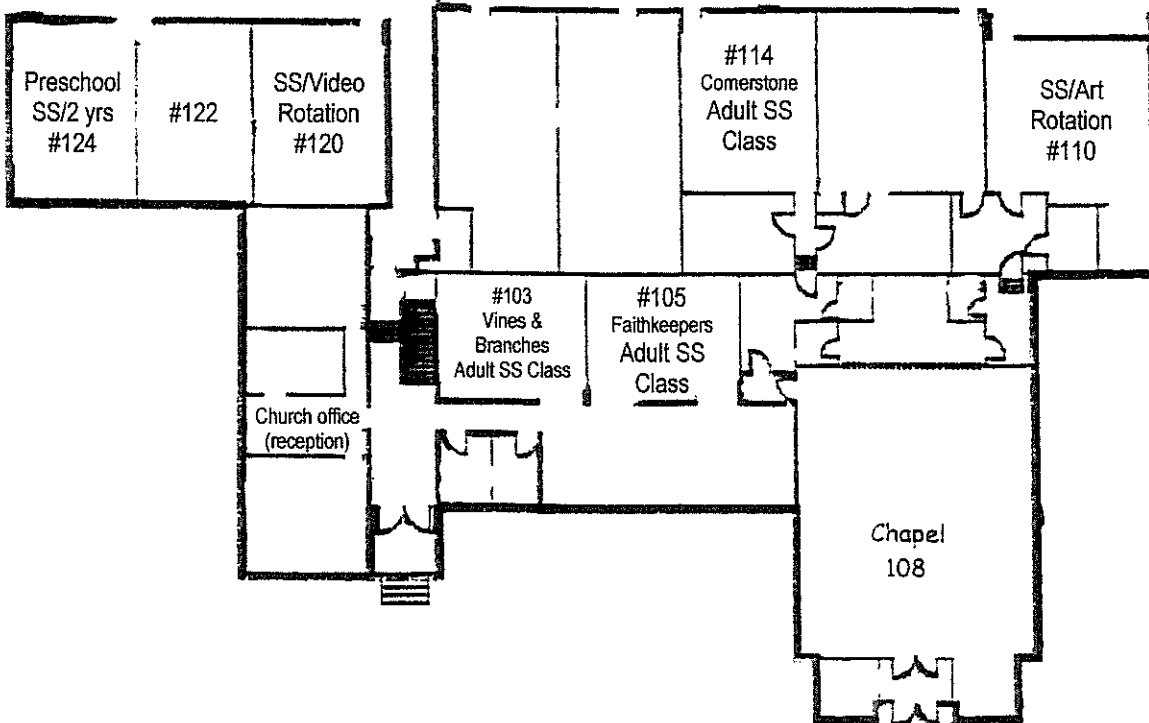 Preschool
SS/2 yrs
#124
#122
SS/Video
Rotation
#120
#114
Cornerstone
Adult SS
Class
SS/Art
Rotation
#110
#103
Vines &
Branches
Adult SS Class
#105
Faithkeepers
Adult SS
Class
Church office
(reception)
Chapel
108